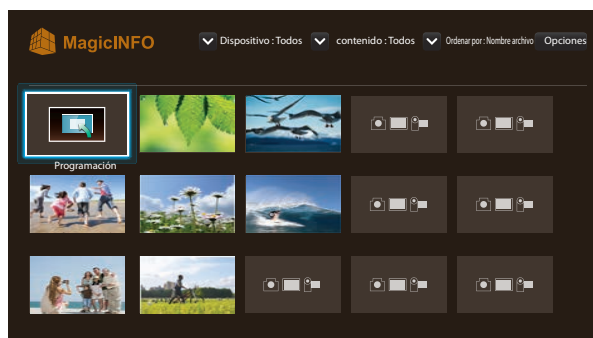 MagicINFO
Dispositivo : Todos
contenido : Todos
Ordenar por : Nombre archivo
Opciones
Programación